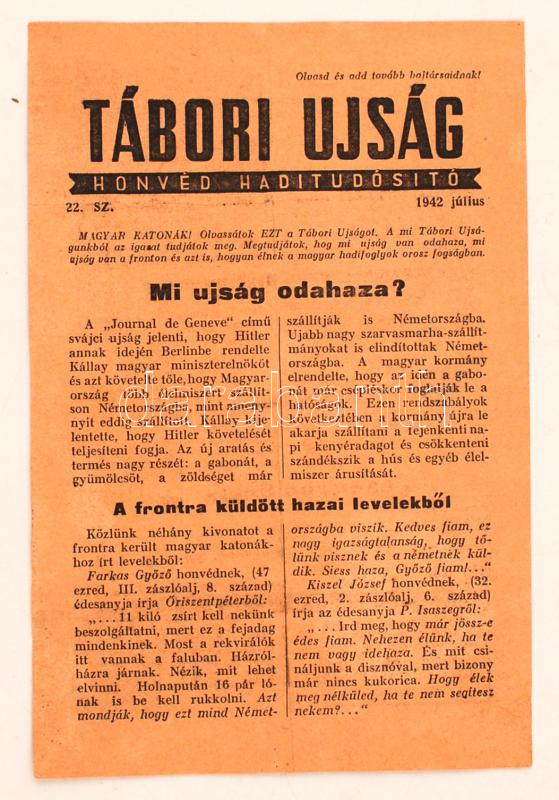 Olvasd és add tovább bajtársaidnak!
TÁBORI UJSÁG
HONVÉD HADITUDÓSITÓ
22. SZ.
1942 július
MAGYAR KATONÁK! Olvassátok EZT a Tábori Ujságot. A mi Tábori Ujsá-
gunkból az igazat tudjátok meg. Megtudjátok, hog mi ujság van odahaza, mi
ujság van a fronton és azt is, hogyan élnek a magyar hadifoglyok orosz fogságban.
Mi ujság odahaza?
A „Journal de Geneve“ című
svájci ujság jelenti, hogy Hitler
annak idején Berlinbe rendelte
Kállay magyar miniszterelnököt
és azt követelte tőle, hogy Magyar-
ország több élelmiszért szállít-
son Németországba, mint ameny-
nyit eddig szállított. Kállay kije-
lentette, hogy Hitler követelését
teljesíteni fogja. Az új aratás és
termés nagy részét: a gabonát, a
gyümölcsöt, a zöldséget már
szállítják is Németországba.
Ujabb nagy szarvasmarha-szállít-
mányokat is elindítottak Német-
országba. A magyar kormány
elrendelte, hogy az idén a gabo-
nát már cséplés­kor foglalják le a
hatóságok. Ezen rendszabályok
következtében a kormány újra le
akarja szállítani a fejenkénti na-
pi kenyéradagot és csökkenteni
szándékszik a hús és egyéb élel-
miszer árusítását.
A frontra küldött hazai levelekből
Közlünk néhány kivonatot a
frontra került magyar katonák-
hoz írt levelekből:
Farkas Győző honvédnek, (47
ezred, III. zászlóalj, 8. század)
édesanyja írja Őriszentpéterből:
„...11 kiló zsírt kell nekünk
beszolgáltatni, mert ez a fejadag
mindenkinek. Most a rekvirálók
itt vannak a faluban. Házról-
házra járnak. Nézik, mit lehet
elvinni. Holnapután 16 pár ló-
nak is be kell rukkolni. Azt
mondják, hogy ezt mind Német-
országba viszik. Kedves fiam, ez
nagy igazságtalanság, hogy tő-
lünk visznek és a németnek kül-
dik. Siess haza, Győző fiam!...“
Kiszel József honvédnek, (32.
ezred, 2. zászlóalj, 6. század)
írja az édesanyja P. Isaszegről:
„...Ird meg, hogy már jössz-e
édes fiam. Nehezen élünk, ha te
nem vagy idehaza. És mit csi-
náljunk a disznóval, mert bizony
már nincs kukorica. Hogy élek
meg nélküled, ha te nem segítesz
nekem?...“
darabanth